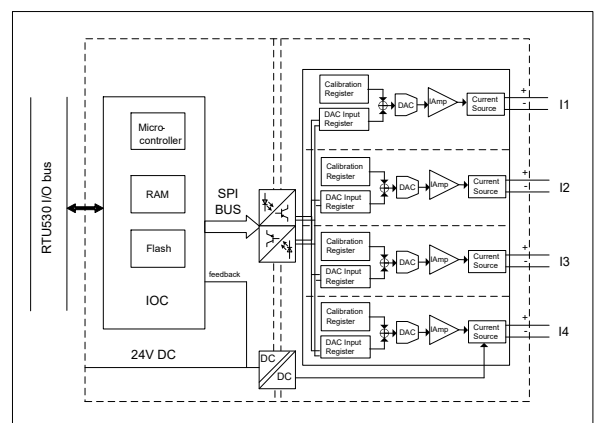 RTU530 I/O bus
Micro-
controller
RAM
Flash
IOC
SPI
BUS
feedback
24V DC
DC
DC
Calibration
Register
DAC Input
Register
DAC
IAmp
Current
Source
+
-
I1
Calibration
Register
DAC Input
Register
DAC
IAmp
Current
Source
+
-
I2
Calibration
Register
DAC Input
Register
DAC
IAmp
Current
Source
+
-
I3
Calibration
Register
DAC Input
Register
DAC
IAmp
Current
Source
+
-
I4